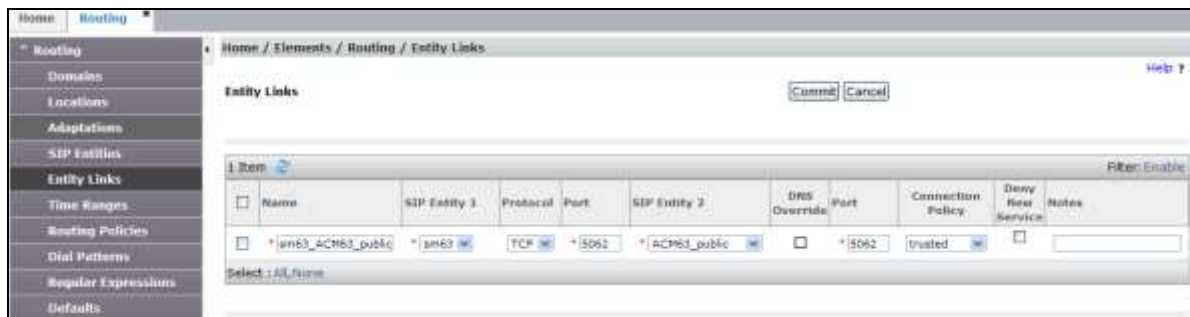 Home Routing
Routing
Domains
Locations
Adaptations
SIP Entities
Entity Links
Time Ranges
Routing Policies
Dial Patterns
Regular Expressions
Defaults
Home / Elements / Routing / Entity Links
Help ?
Entity Links Commit Cancel
1 Item Filter: Enable
Name SIP Entity 1 Protocol Port SIP Entity 2 DNS Override Port Connection Policy Deny New Service Notes
* sm63_ACM63_public * sm63 TCP * 5062 * ACM63_public * 5062 trusted
Select : All, None